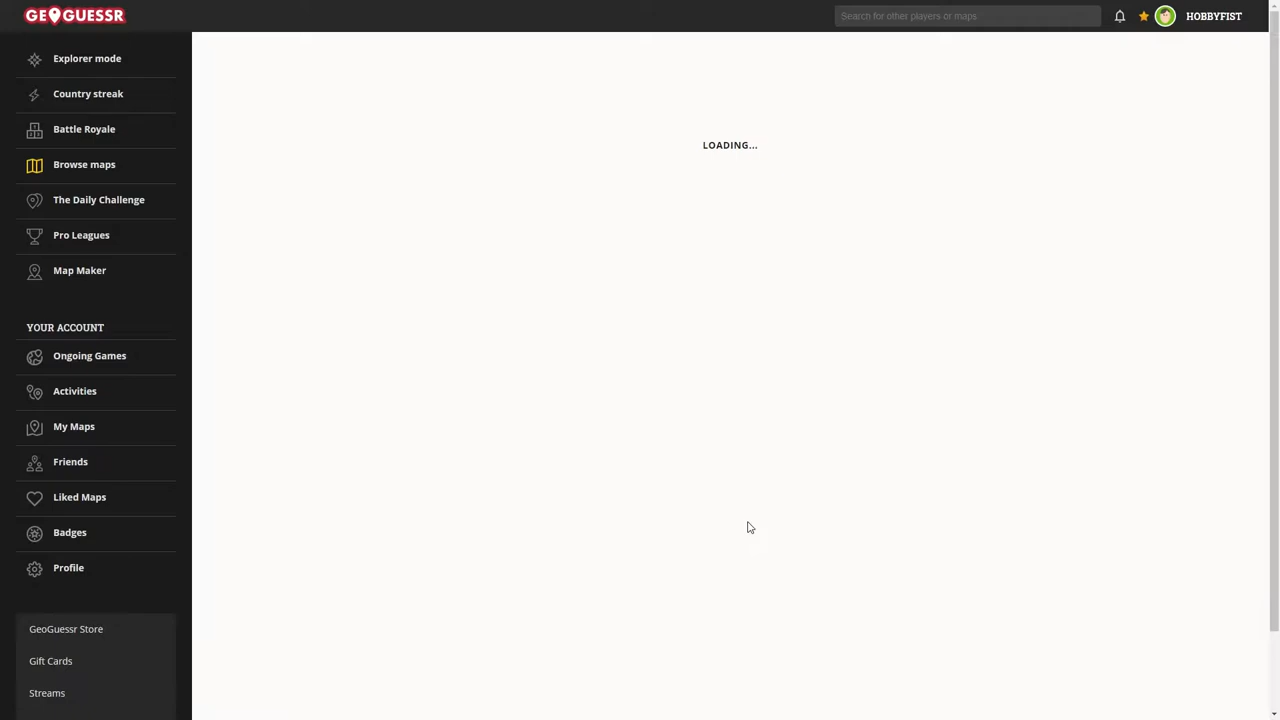 GEOGUESSR
Search for other players or maps
HOBBYFIST
Explorer mode
Country streak
Battle Royale
Browse maps
The Daily Challenge
Pro Leagues
Map Maker
YOUR ACCOUNT
Ongoing Games
Activities
My Maps
Friends
Liked Maps
Badges
Profile
GeoGuessr Store
Gift Cards
Streams
LOADING...